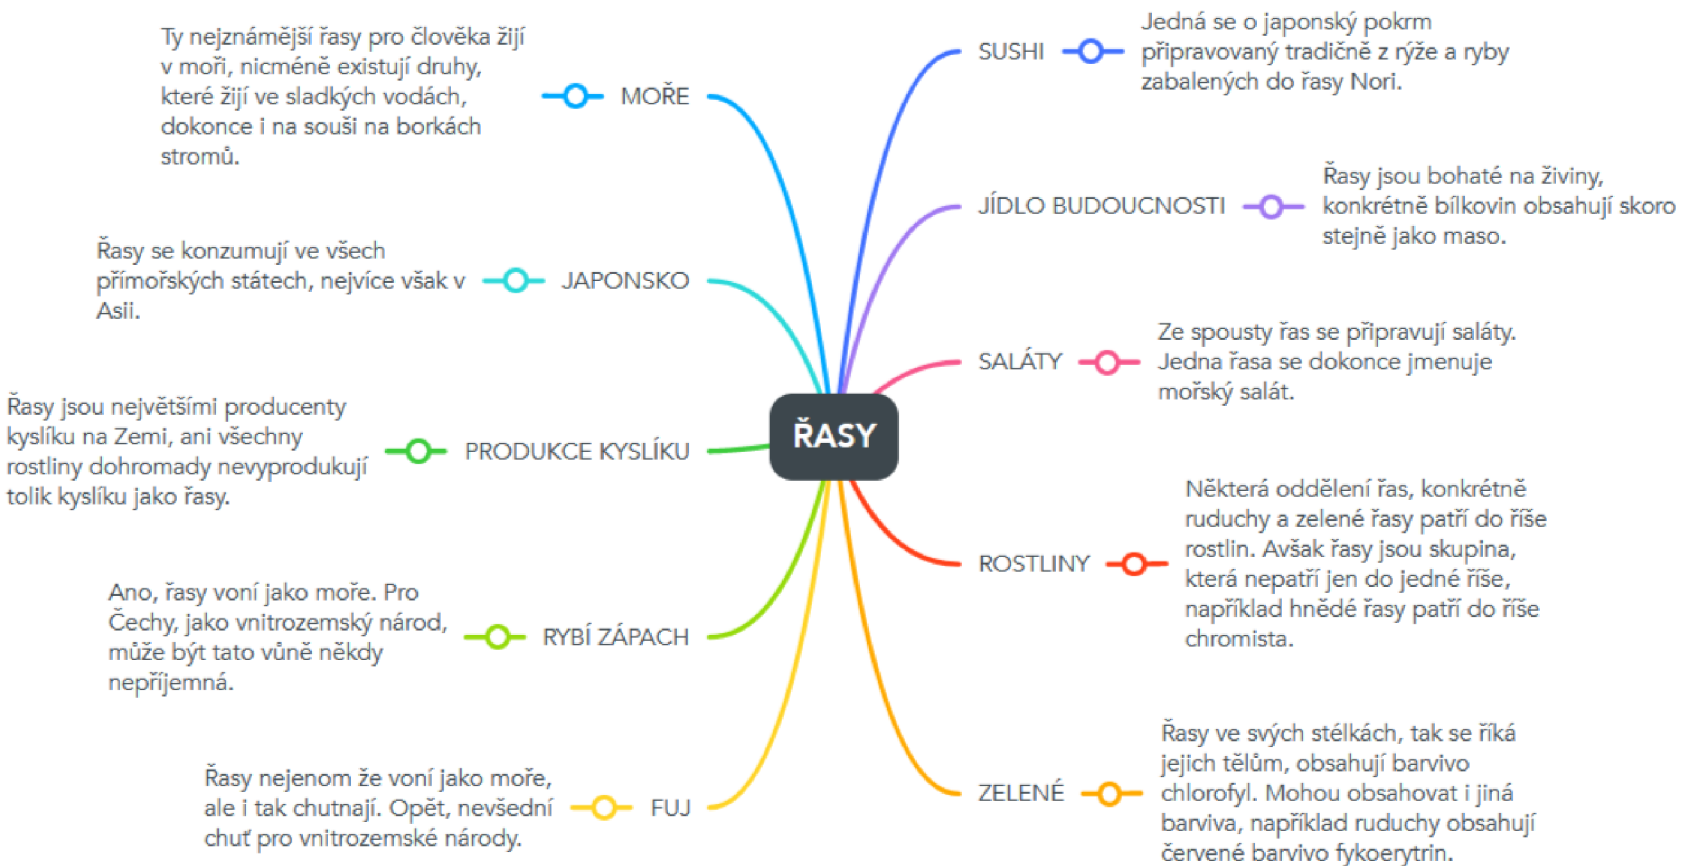 Ty nejznámější řasy pro člověka žijí
v moři, nicméně existují druhy,
které žijí ve sladkých vodách,
dokonce i na souši na borkách
stromů.
MOŘE
Řasy se konzumují ve všech
přímořských státech, nejvíce však v
Asii.
JAPONSKO
Řasy jsou největšími producenty
kyslíku na Zemi, ani všechny
rostliny dohromady nevyprodukují
tolik kyslíku jako řasy.
PRODUKCE KYSLÍKU
Ano, řasy voní jako moře. Pro
Čechy, jako vnitrozemský národ,
může být tato vůně někdy
nepříjemná.
RYBÍ ZÁPACH
Řasy nejenom že voní jako moře,
ale i tak chutnají. Opět, nevšední
chuť pro vnitrozemské národy.
FUJ
ŘASY
SUSHI
Jedná se o japonský pokrm
připravovaný tradičně z rýže a ryby
zabalených do řasy Nori.
JÍDLO BUDOUCNOSTI
Řasy jsou bohaté na živiny,
konkrétně bílkovin obsahují skoro
stejně jako maso.
SALÁTY
Ze spousty řas se připravují saláty.
Jedna řasa se dokonce jmenuje
mořský salát.
ROSTLINY
Některá oddělení řas, konkrétně
ruduchy a zelené řasy patří do říše
rostlin. Avšak řasy jsou skupina,
která nepatří jen do jedné říše,
například hnědé řasy patří do říše
chromista.
ZELENÉ
Řasy ve svých stélkách, tak se říká
jejich tělům, obsahují barvivo
chlorofyl. Mohou obsahovat i jiná
barviva, například ruduchy obsahují
červené barvivo fykoerytrin.